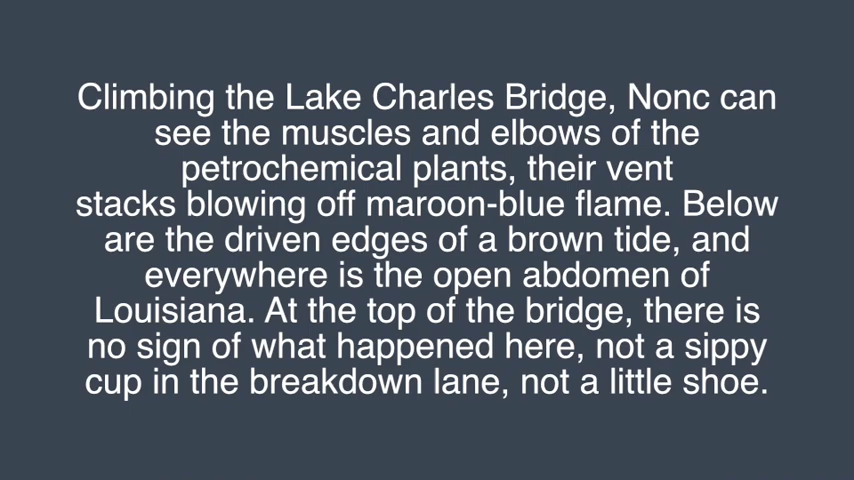 Climbing the Lake Charles Bridge, Nonc can
see the muscles and elbows of the
petrochemical plants, their vent
stacks blowing off maroon-blue flame. Below
are the driven edges of a brown tide, and
everywhere is the open abdomen of
Louisiana. At the top of the bridge, there is
no sign of what happened here, not a sippy
cup in the breakdown lane, not a little shoe.